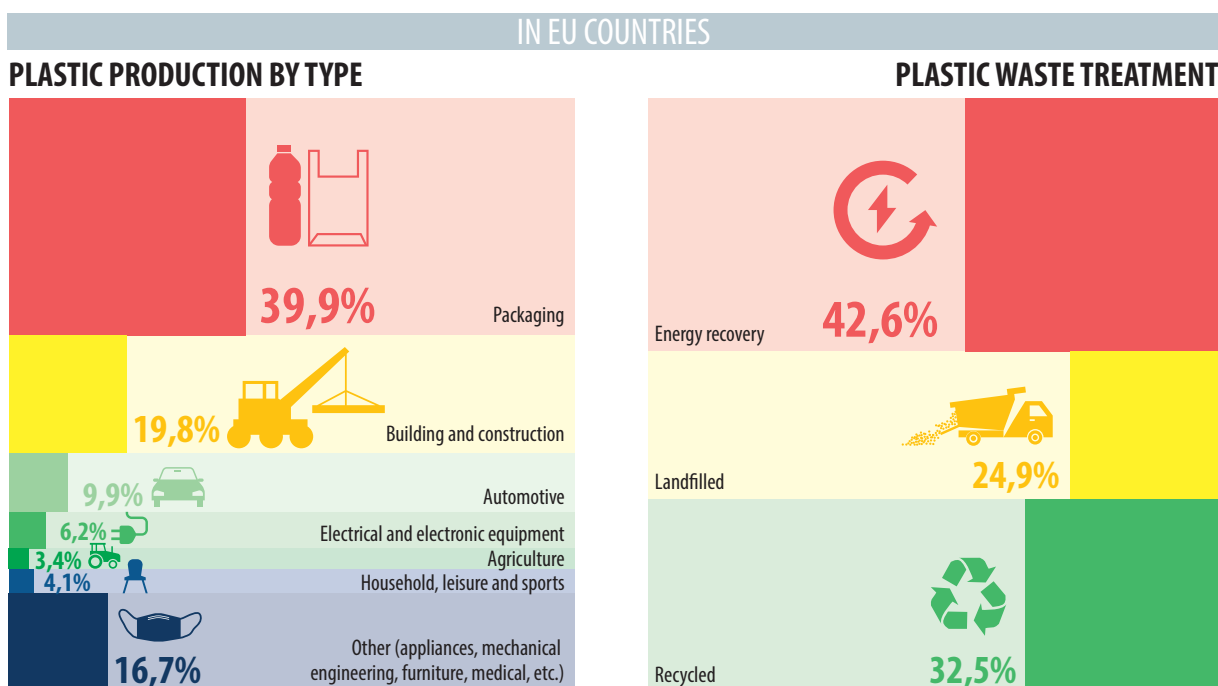 IN EU COUNTRIES
PLASTIC PRODUCTION BY TYPE
39,9%
Packaging
19,8%
Building and construction
9,9%
Automotive
6,2%
Electrical and electronic equipment
3,4%
Agriculture
4,1%
Household, leisure and sports
16,7%
Other (appliances, mechanical
engineering, furniture, medical, etc.)
PLASTIC WASTE TREATMENT
Energy recovery
42,6%
Landfilled
24,9%
Recycled
32,5%